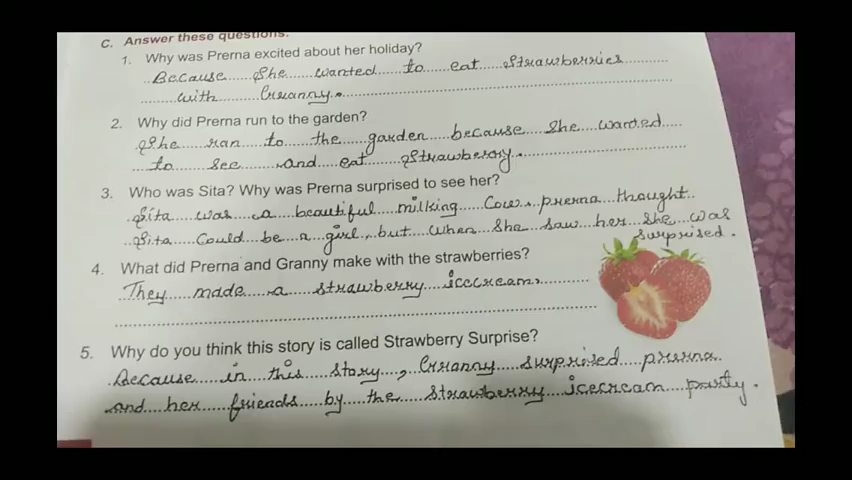 C. Answer these questions.
1. Why was Prerna excited about her holiday?
Because She wanted to eat Strawberries
with Granny.
2. Why did Prerna run to the garden?
She ran to the garden because She wanted
to see and eat Strawberry.
3. Who was Sita? Why was Prerna surprised to see her?
Sita was a beautiful milking Cow. prerna thought
Sita Could be a girl, but when She saw her She was
surprised.
4. What did Prerna and Granny make with the strawberries?
They made a strawberry icecream.
5. Why do you think this story is called Strawberry Surprise?
Because in this story, Granny surprised prerna
and her friends by the strawberry icecream party.